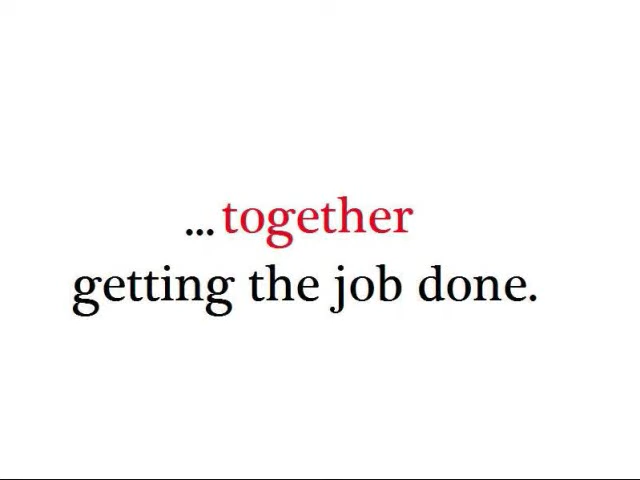 ...together
getting the job done.